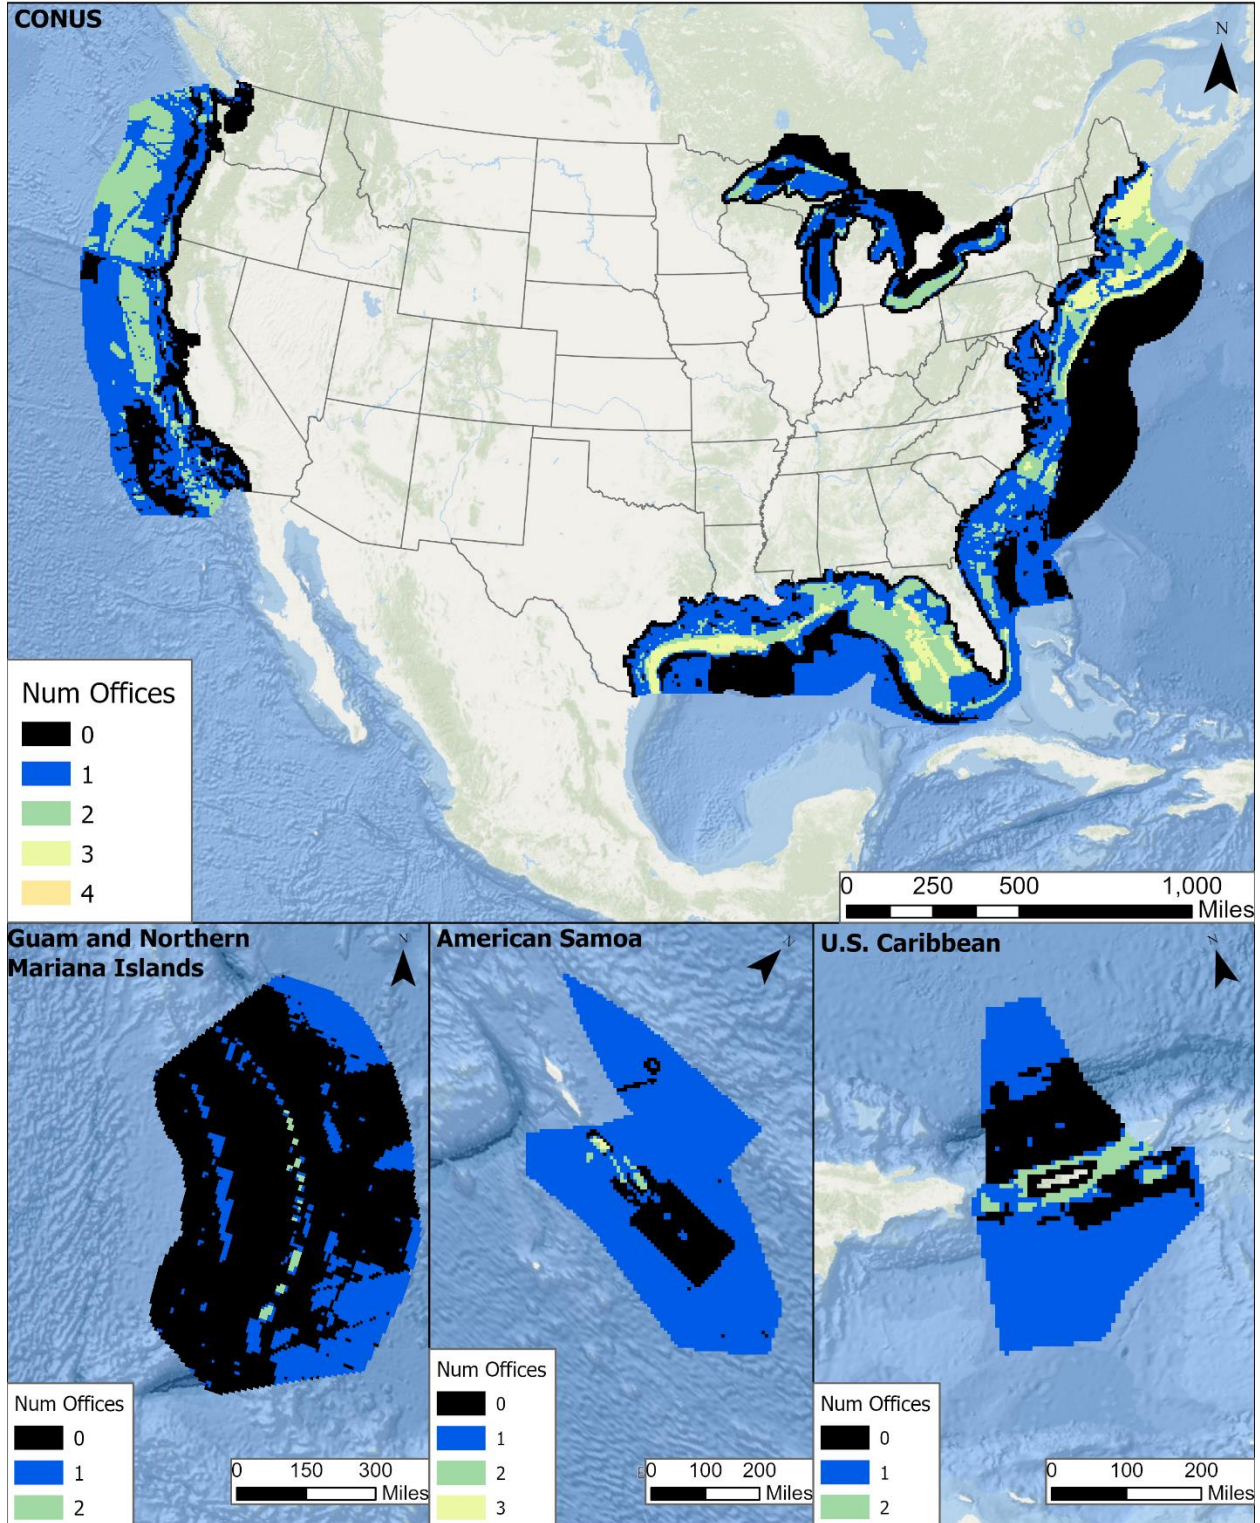 CONUS
N
Num Offices
0
1
2
3
4
0 250 500 1,000
Miles
Guam and Northern
Mariana Islands
N
Num Offices
0
1
2
0 150 300
Miles
American Samoa
N
Num Offices
0
1
2
3
0 100 200
Miles
U.S. Caribbean
N
Num Offices
0
1
2
0 100 200
Miles